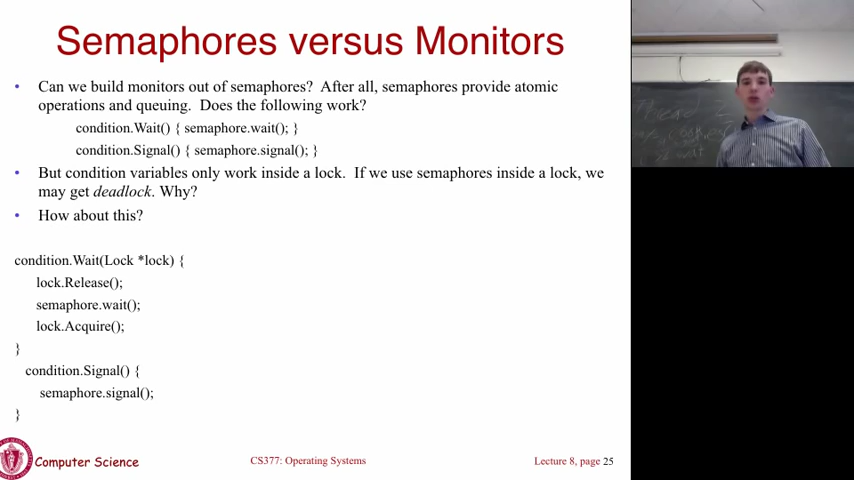 Semaphores versus Monitors
• Can we build monitors out of semaphores? After all, semaphores provide atomic
operations and queuing. Does the following work?
condition.Wait() { semaphore.wait(); }
condition.Signal() { semaphore.signal(); }
• But condition variables only work inside a lock. If we use semaphores inside a lock, we
may get deadlock. Why?
• How about this?
condition.Wait(Lock *lock) {
lock.Release();
semaphore.wait();
lock.Acquire();
}
condition.Signal() {
semaphore.signal();
}
Computer Science
CS377: Operating Systems
Lecture 8, page 25